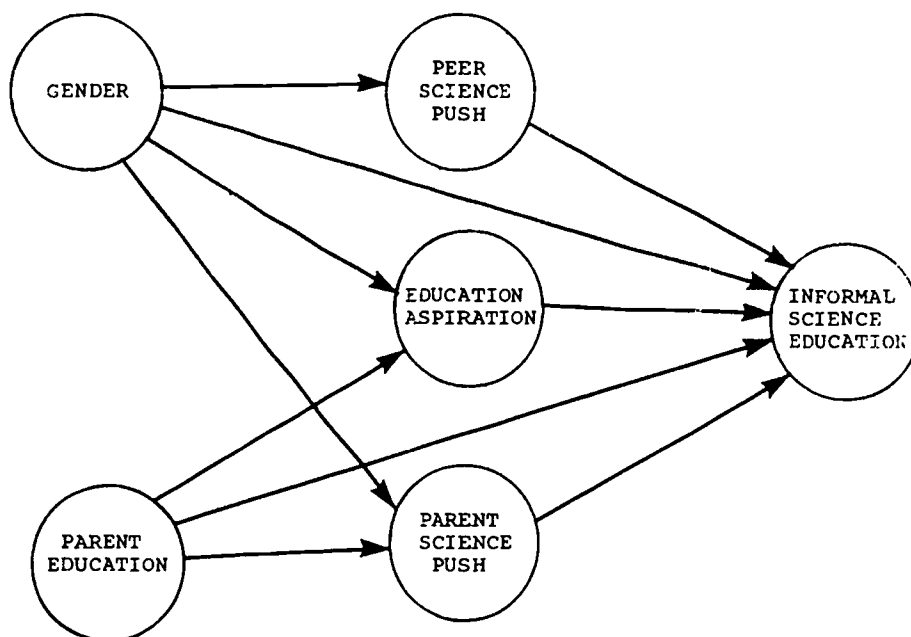 GENDER
PEER
SCIENCE
PUSH
EDUCATION
ASPIRATION
INFORMAL
SCIENCE
EDUCATION
PARENT
EDUCATION
PARENT
SCIENCE
PUSH